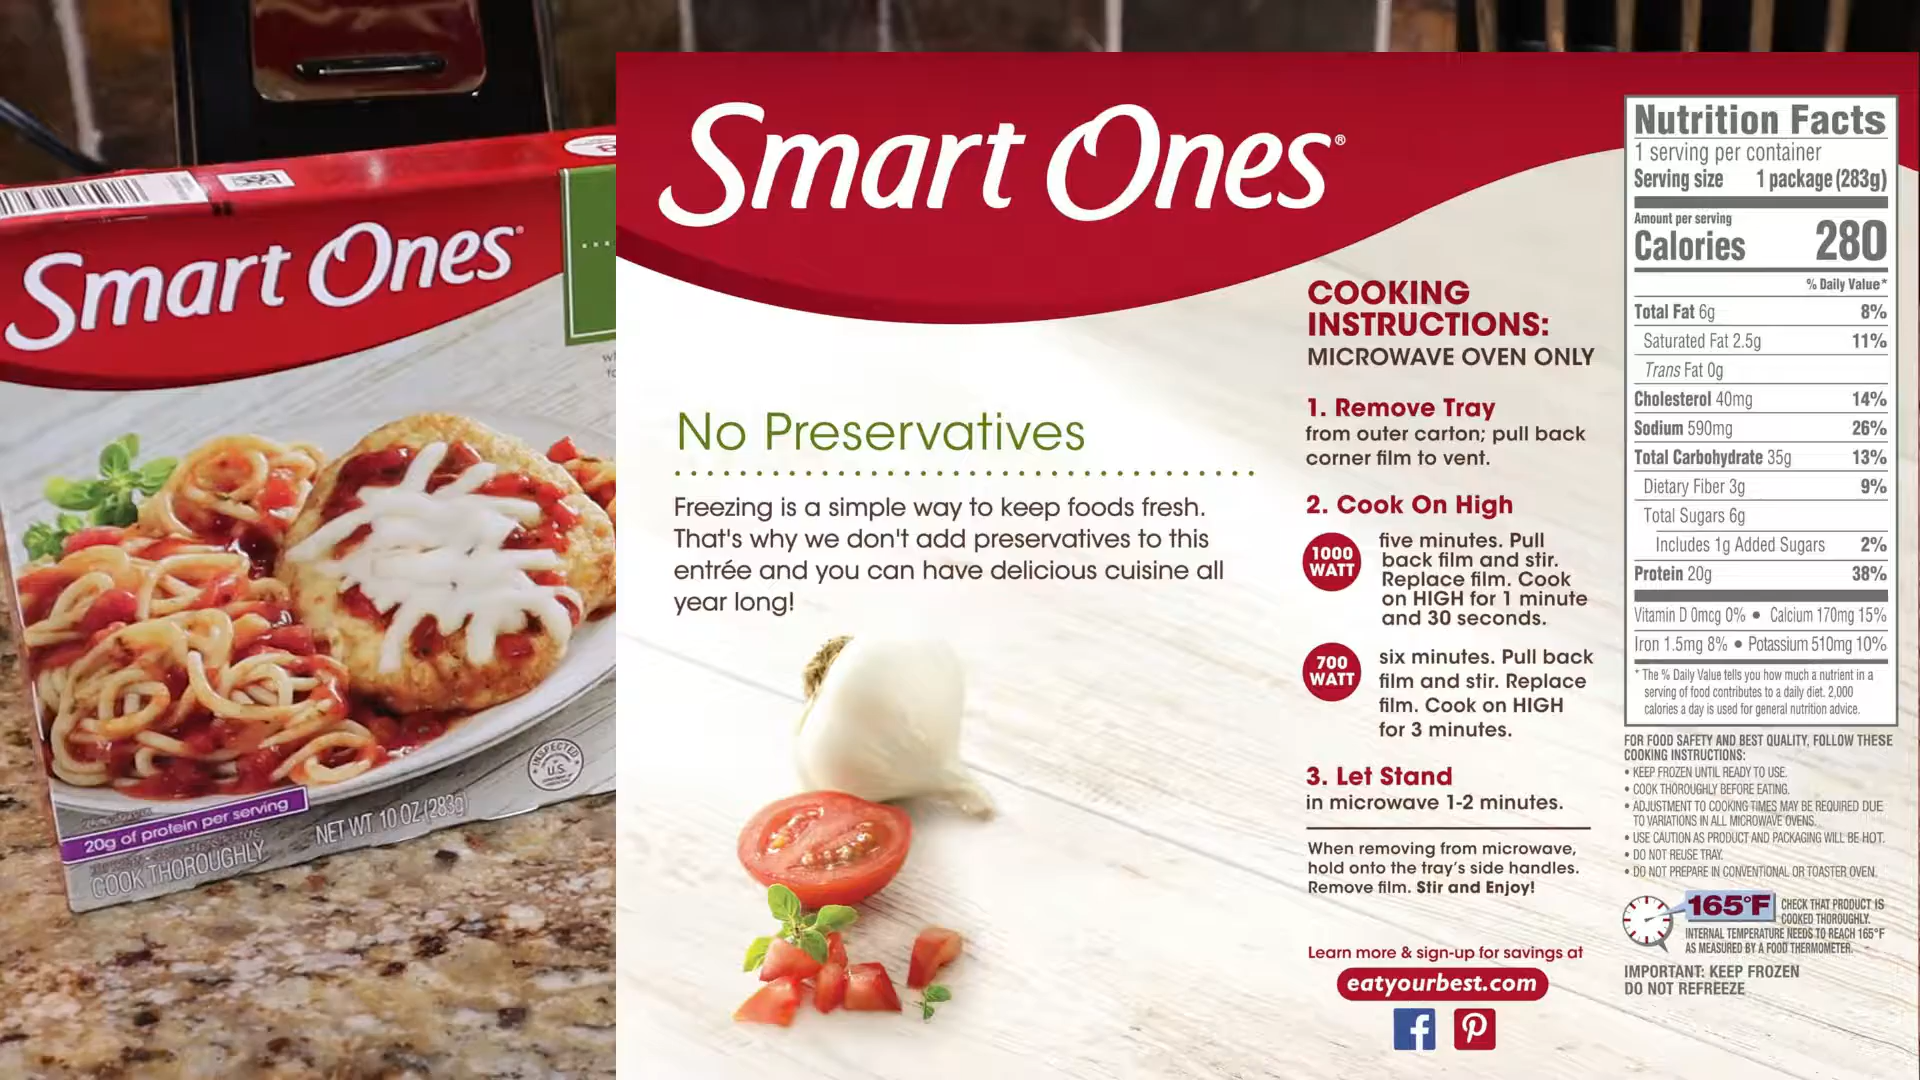 Smart Ones
20g of protein per serving
NET WT 10 OZ (283g)
COOK THOROUGHLY
INSPECTED
U.S.
Smart Ones®
No Preservatives
Freezing is a simple way to keep foods fresh.
That's why we don't add preservatives to this
entrée and you can have delicious cuisine all
year long!
COOKING
INSTRUCTIONS:
MICROWAVE OVEN ONLY
1. Remove Tray
from outer carton; pull back
corner film to vent.
2. Cook On High
1000
WATT
five minutes. Pull
back film and stir.
Replace film. Cook
on HIGH for 1 minute
and 30 seconds.
700
WATT
six minutes. Pull back
film and stir. Replace
film. Cook on HIGH
for 3 minutes.
3. Let Stand
in microwave 1-2 minutes.
When removing from microwave,
hold onto the tray's side handles.
Remove film. Stir and Enjoy!
Learn more & sign-up for savings at
eatyourbest.com
Nutrition Facts
1 serving per container
Serving size 1 package (283g)
Amount per serving
Calories 280
% Daily Value*
Total Fat 6g 8%
Saturated Fat 2.5g 11%
Trans Fat 0g
Cholesterol 40mg 14%
Sodium 590mg 26%
Total Carbohydrate 35g 13%
Dietary Fiber 3g 9%
Total Sugars 6g
Includes 1g Added Sugars 2%
Protein 20g 38%
Vitamin D 0mcg 0% • Calcium 170mg 15%
Iron 1.5mg 8% • Potassium 510mg 10%
* The % Daily Value tells you how much a nutrient in a
serving of food contributes to a daily diet. 2,000
calories a day is used for general nutrition advice.
FOR FOOD SAFETY AND BEST QUALITY, FOLLOW THESE
COOKING INSTRUCTIONS:
• KEEP FROZEN UNTIL READY TO USE.
• COOK THOROUGHLY BEFORE EATING.
• ADJUSTMENT TO COOKING TIMES MAY BE REQUIRED DUE
TO VARIATIONS IN ALL MICROWAVE OVENS.
• USE CAUTION AS PRODUCT AND PACKAGING WILL BE HOT.
• DO NOT REUSE TRAY.
• DO NOT PREPARE IN CONVENTIONAL OR TOASTER OVEN.
165°F
CHECK THAT PRODUCT IS
COOKED THOROUGHLY.
INTERNAL TEMPERATURE NEEDS TO REACH 165°F
AS MEASURED BY A FOOD THERMOMETER.
IMPORTANT: KEEP FROZEN
DO NOT REFREEZE